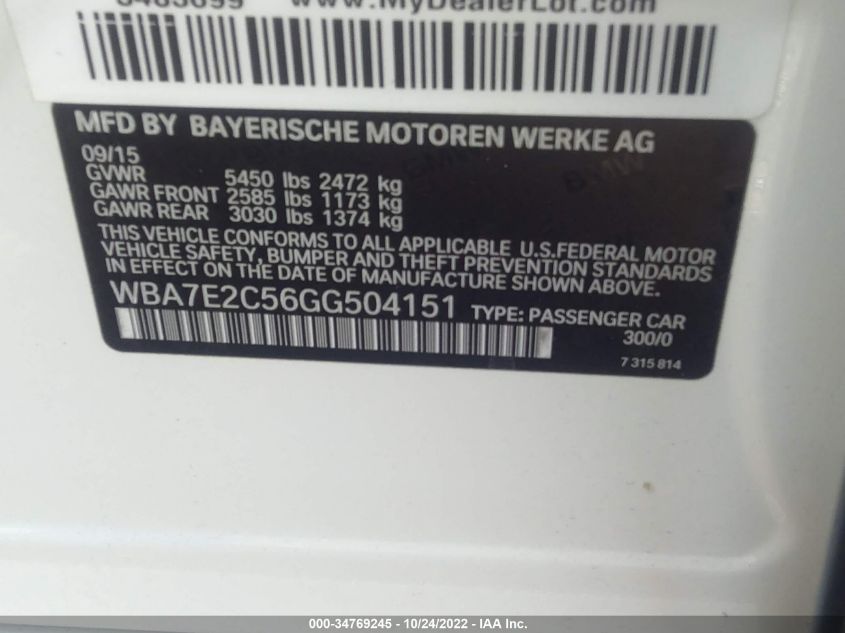 www.MyDealerLot.com
MFD BY BAYERISCHE MOTOREN WERKE AG
09/15
GVWR 5450 lbs 2472 kg
GAWR FRONT 2585 lbs 1173 kg
GAWR REAR 3030 lbs 1374 kg
THIS VEHICLE CONFORMS TO ALL APPLICABLE U.S.FEDERAL MOTOR
VEHICLE SAFETY, BUMPER AND THEFT PREVENTION STANDARDS
IN EFFECT ON THE DATE OF MANUFACTURE SHOWN ABOVE.
WBA7E2C56GG504151 TYPE: PASSENGER CAR
300/0
7 315 814
000-34769245 - 10/24/2022 - IAA Inc.